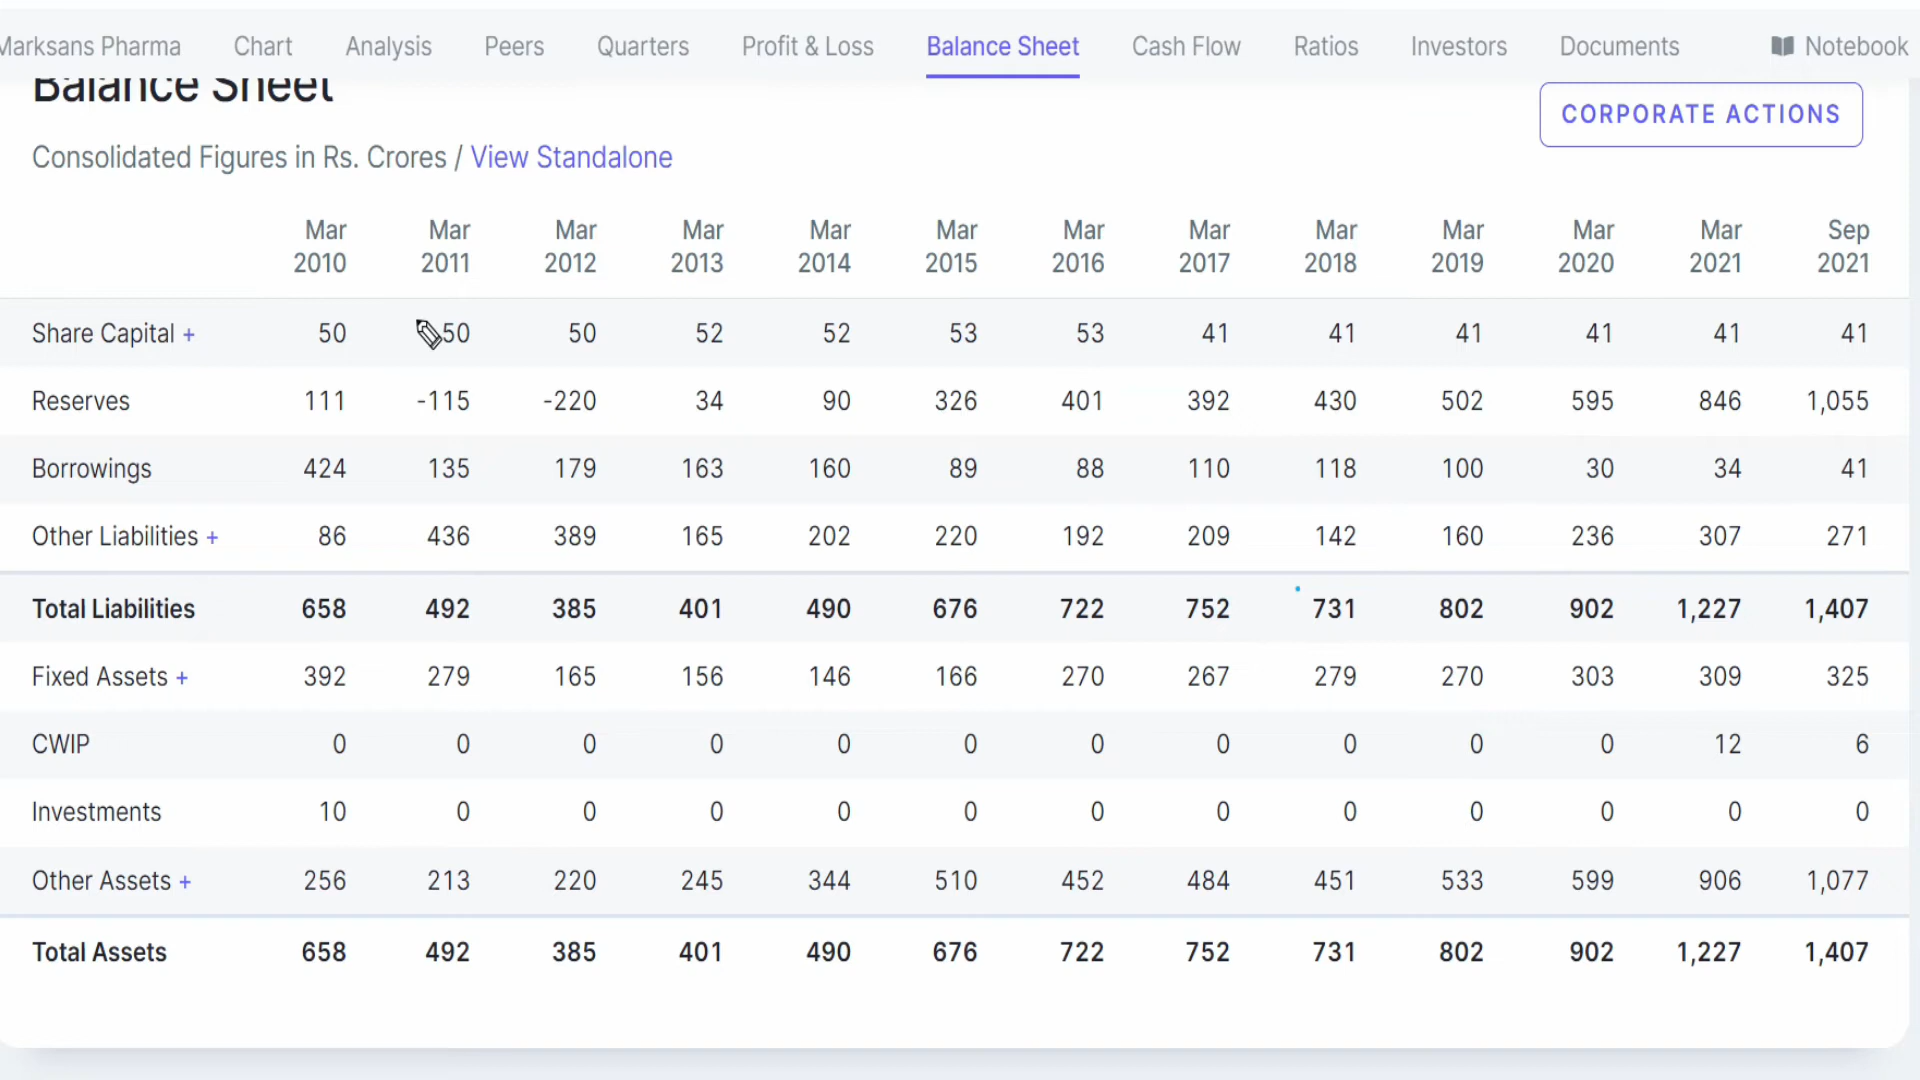 Marksans Pharma Chart Analysis Peers Quarters Profit & Loss Balance Sheet Cash Flow Ratios Investors Documents Notebook
Balance Sheet
CORPORATE ACTIONS
Consolidated Figures in Rs. Crores / View Standalone
Mar 2010 Mar 2011 Mar 2012 Mar 2013 Mar 2014 Mar 2015 Mar 2016 Mar 2017 Mar 2018 Mar 2019 Mar 2020 Mar 2021 Sep 2021
Share Capital + 50 50 50 52 52 53 53 41 41 41 41 41 41
Reserves 111 -115 -220 34 90 326 401 392 430 502 595 846 1,055
Borrowings 424 135 179 163 160 89 88 110 118 100 30 34 41
Other Liabilities + 86 436 389 165 202 220 192 209 142 160 236 307 271
Total Liabilities 658 492 385 401 490 676 722 752 731 802 902 1,227 1,407
Fixed Assets + 392 279 165 156 146 166 270 267 279 270 303 309 325
CWIP 0 0 0 0 0 0 0 0 0 0 0 12 6
Investments 10 0 0 0 0 0 0 0 0 0 0 0 0
Other Assets + 256 213 220 245 344 510 452 484 451 533 599 906 1,077
Total Assets 658 492 385 401 490 676 722 752 731 802 902 1,227 1,407